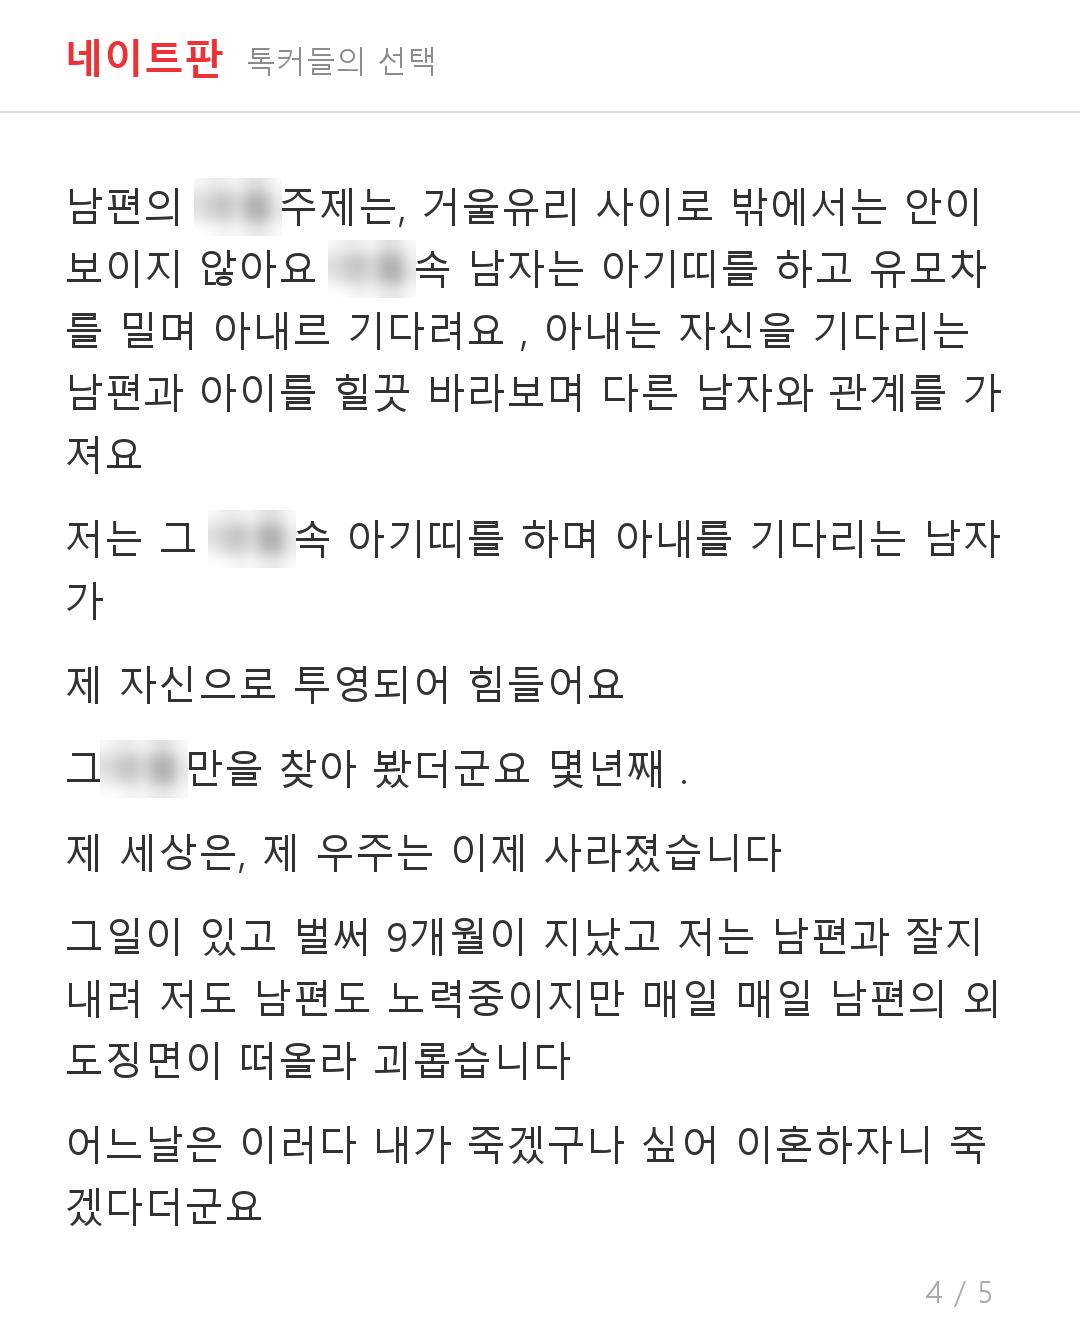 네이트판 톡커들의 선택
남편의 주제는, 거울유리 사이로 밖에서는 안이
보이지 않아요 속 남자는 아기띠를 하고 유모차
를 밀며 아내르 기다려요 , 아내는 자신을 기다리는
남편과 아이를 힐끗 바라보며 다른 남자와 관계를 가
져요
저는 그 속 아기띠를 하며 아내를 기다리는 남자
가
제 자신으로 투영되어 힘들어요
그 만을 찾아 봤더군요 몇년째 .
제 세상은, 제 우주는 이제 사라졌습니다
그일이 있고 벌써 9개월이 지났고 저는 남편과 잘지
내려 저도 남편도 노력중이지만 매일 매일 남편의 외
도징면이 떠올라 괴롭습니다
어느날은 이러다 내가 죽겠구나 싶어 이혼하자니 죽
겠다더군요
4 / 5